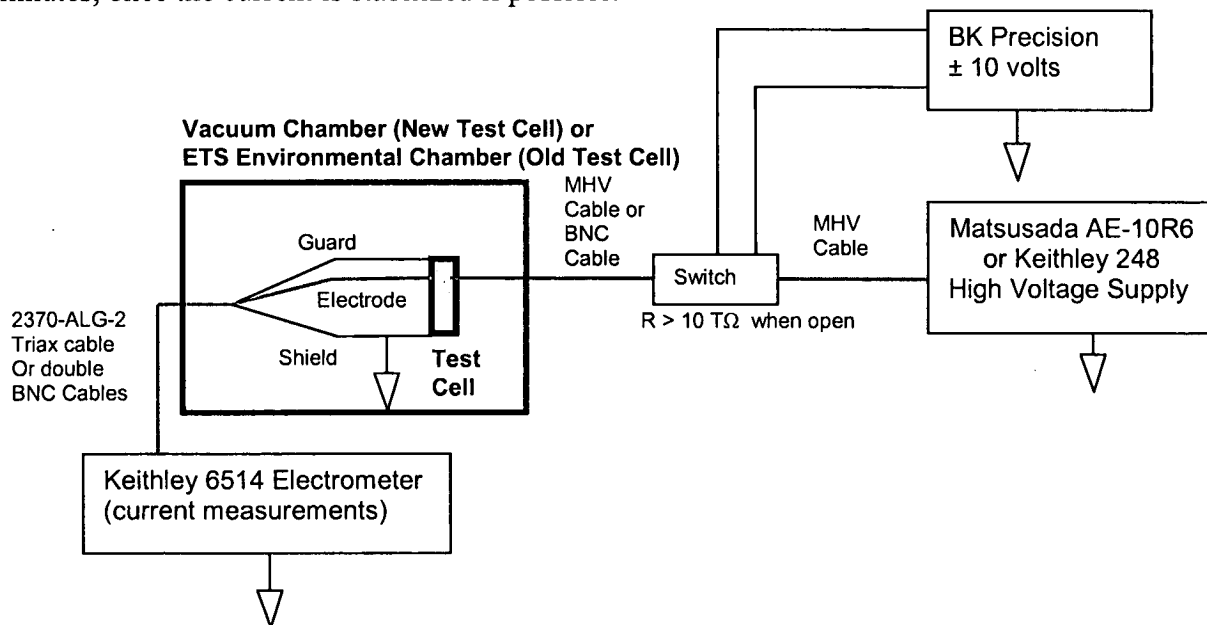 BK Precision
± 10 volts
Vacuum Chamber (New Test Cell) or
ETS Environmental Chamber (Old Test Cell)
MHV
Cable or
BNC
Cable
MHV
Cable
Matsusada AE-10R6
or Keithley 248
High Voltage Supply
Guard
Electrode
Shield
Test
Cell
Switch
R > 10 TΩ when open
2370-ALG-2
Triax cable
Or double
BNC Cables
Keithley 6514 Electrometer
(current measurements)